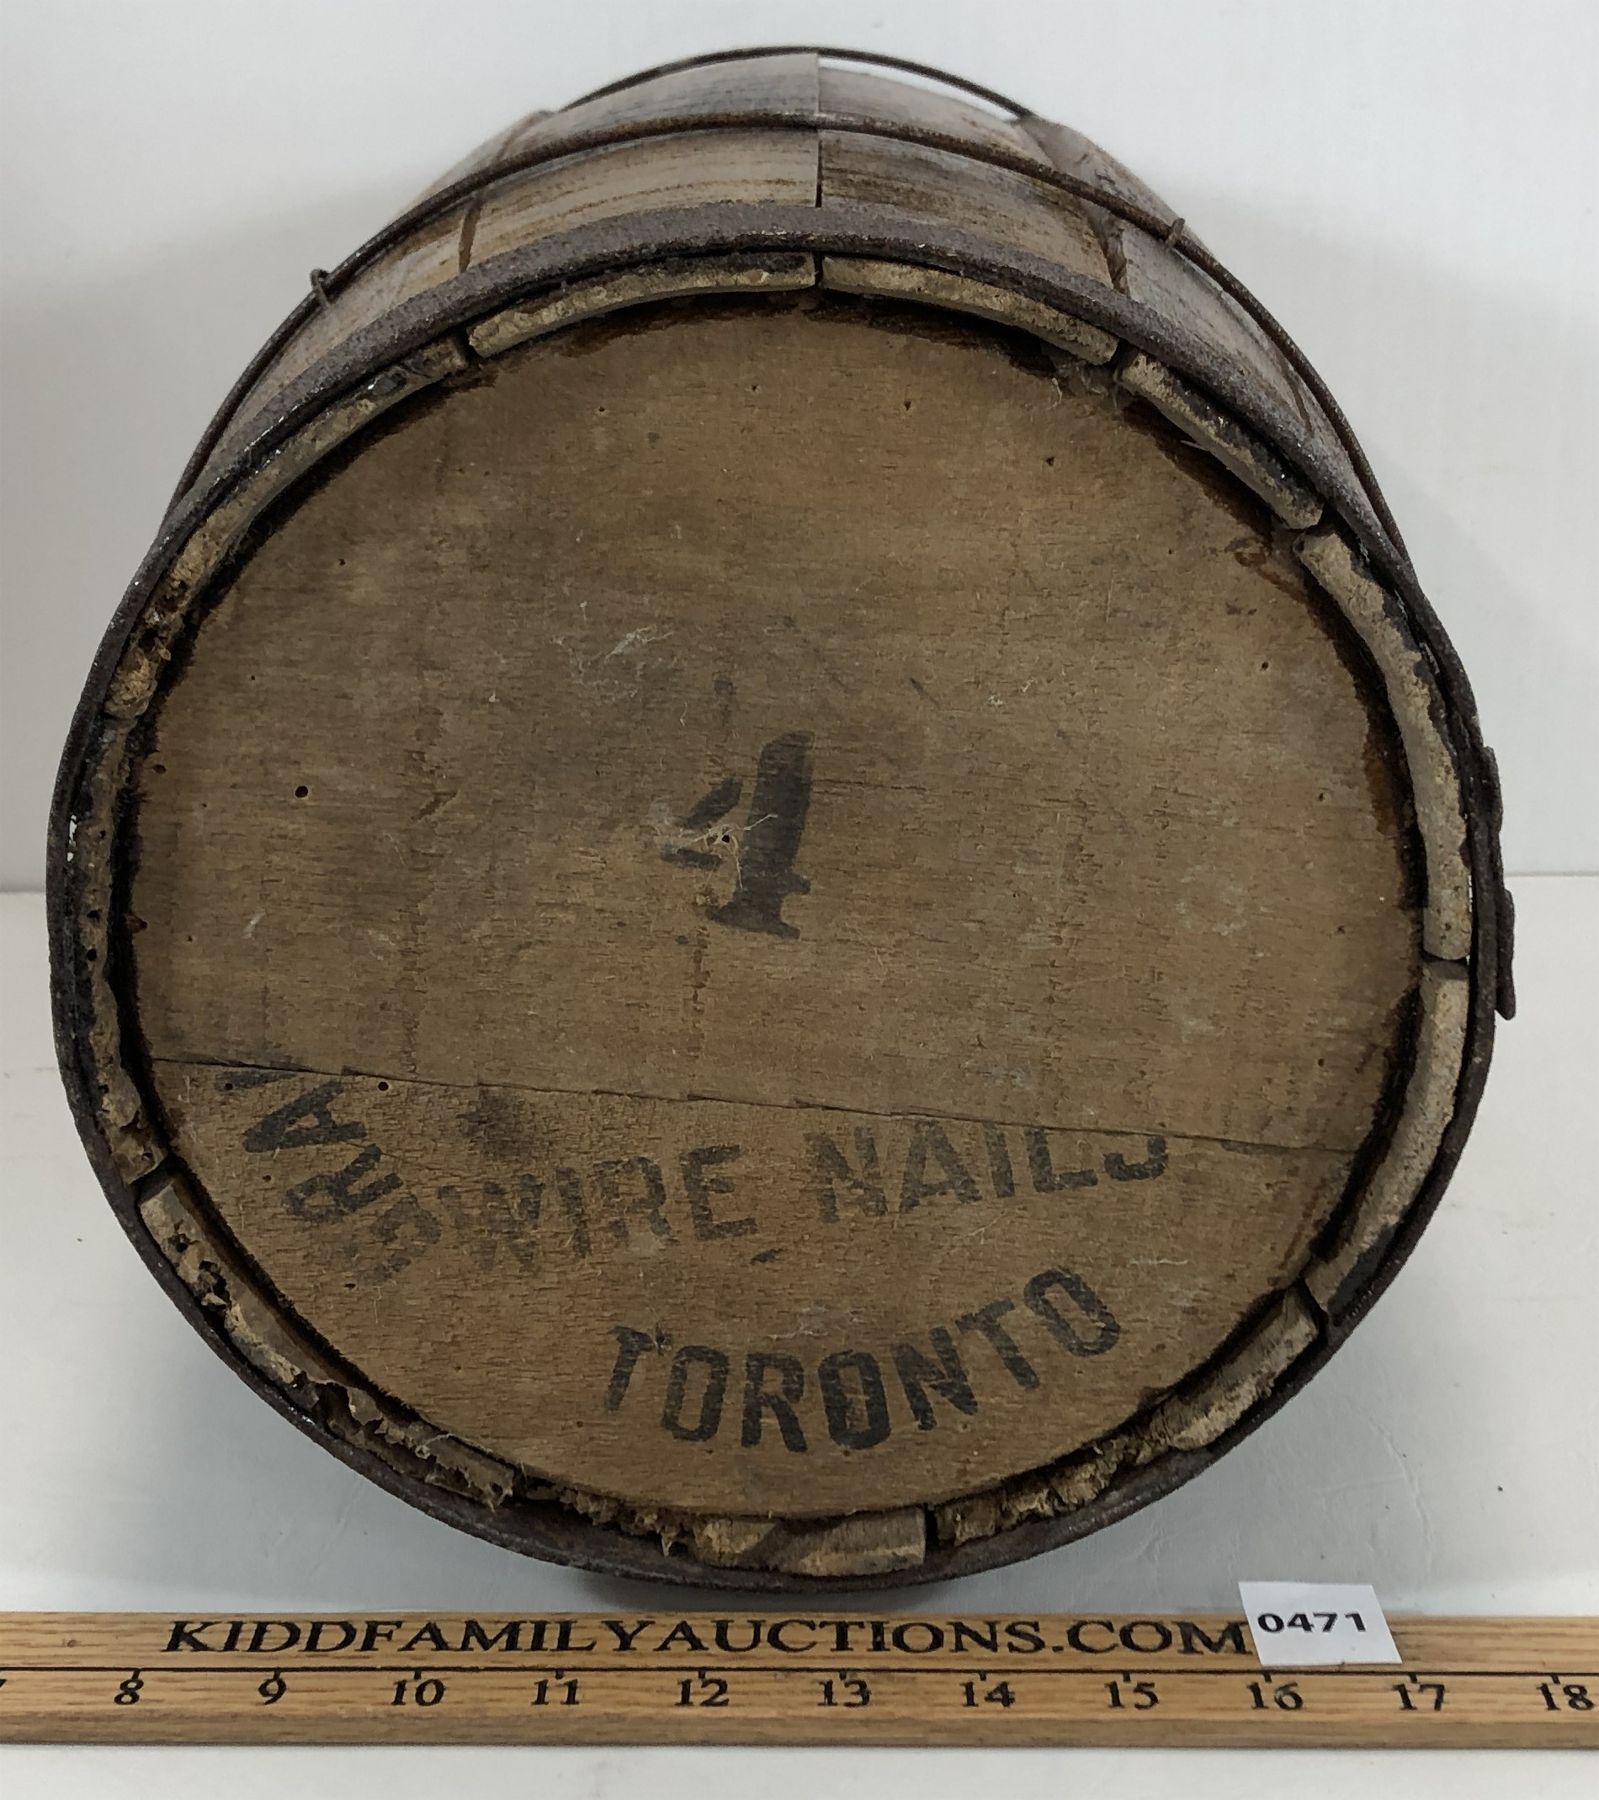 4
WIRE NAILS
TORONTO
KIDDFAMILYAUCTIONS.COM
0471
8 9 10 11 12 13 14 15 16 17 18